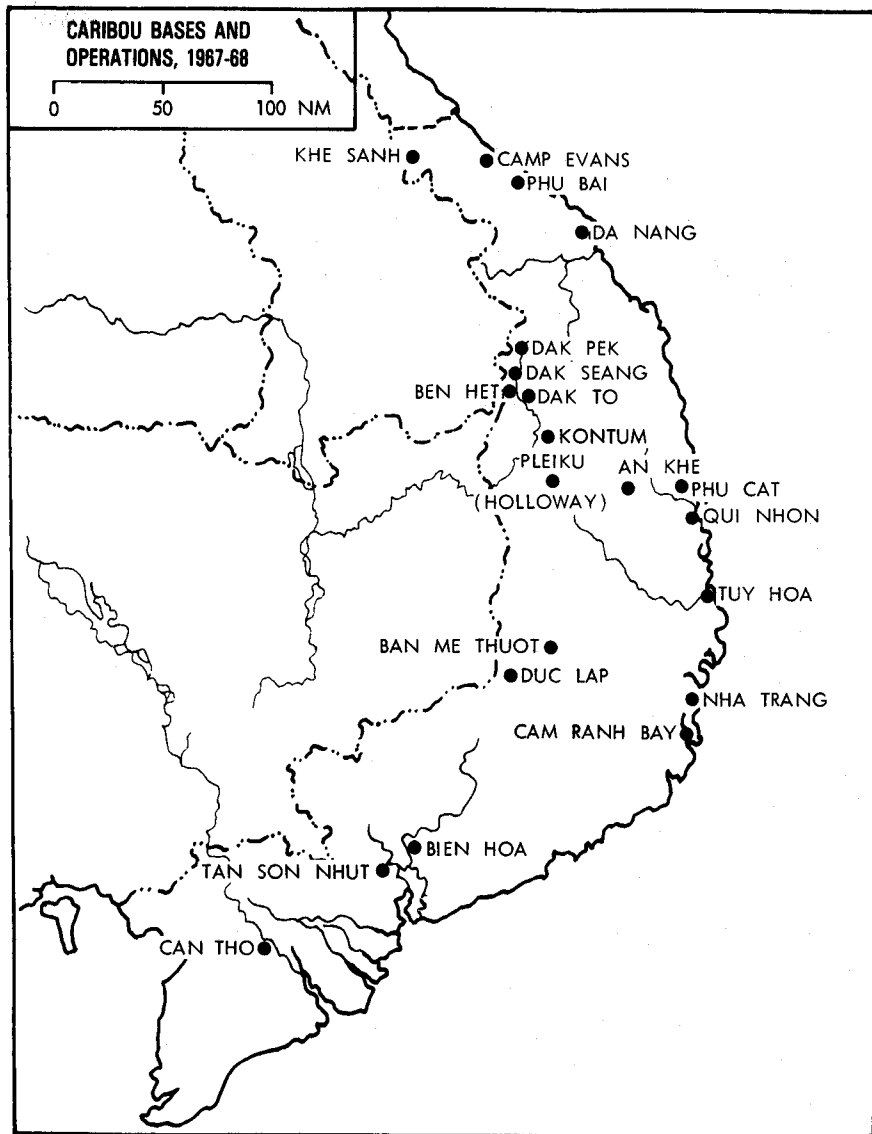 CARIBOU BASES AND
OPERATIONS, 1967-68
0 50 100 NM
KHE SANH
CAMP EVANS
PHU BAI
DA NANG
DAK PEK
DAK SEANG
BEN HET
DAK TO
KONTUM
PLEIKU
(HOLLOWAY)
AN KHE
PHU CAT
QUI NHON
TUY HOA
BAN ME THUOT
DUC LAP
NHA TRANG
CAM RANH BAY
BIEN HOA
TAN SON NHUT
CAN THO